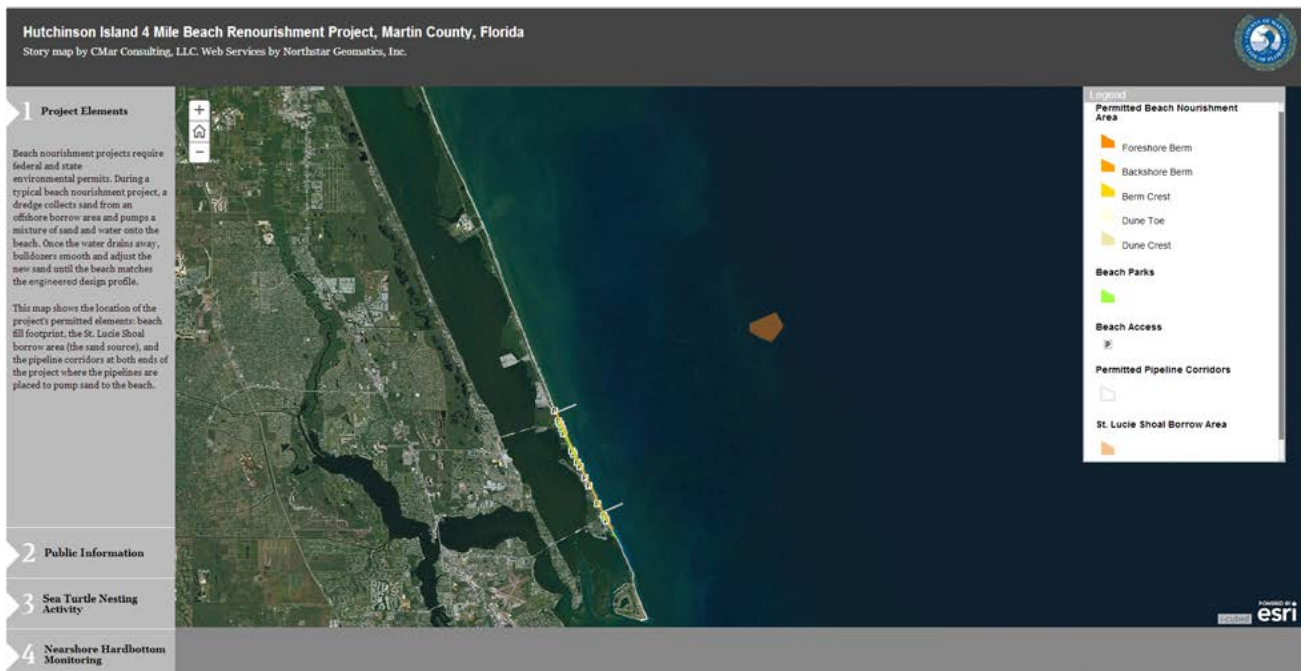 Hutchinson Island 4 Mile Beach Renourishment Project, Martin County, Florida
Story map by CMar Consulting, LLC. Web Services by Northstar Geomatics, Inc.
1 Project Elements
Beach nourishment projects require
federal and state
environmental permits. During a
typical beach nourishment project, a
dredge collects sand from an
offshore borrow area and pumps a
mixture of sand and water onto the
beach. Once the water drains away,
bulldozers smooth and adjust the
new sand until the beach matches
the engineered design profile.
This map shows the location of the
project's permitted elements: beach
fill footprint, the St. Lucie Shoal
borrow area (the sand source), and
the pipeline corridors at both ends of
the project where the pipelines are
placed to pump sand to the beach.
2 Public Information
3 Sea Turtle Nesting
Activity
4 Nearshore Hardbottom
Monitoring
+
−
Legend
Permitted Beach Nourishment
Area
Foreshore Berm
Backshore Berm
Berm Crest
Dune Toe
Dune Crest
Beach Parks
Beach Access
P
Permitted Pipeline Corridors
St. Lucie Shoal Borrow Area
i-cubed
POWERED BY
esri